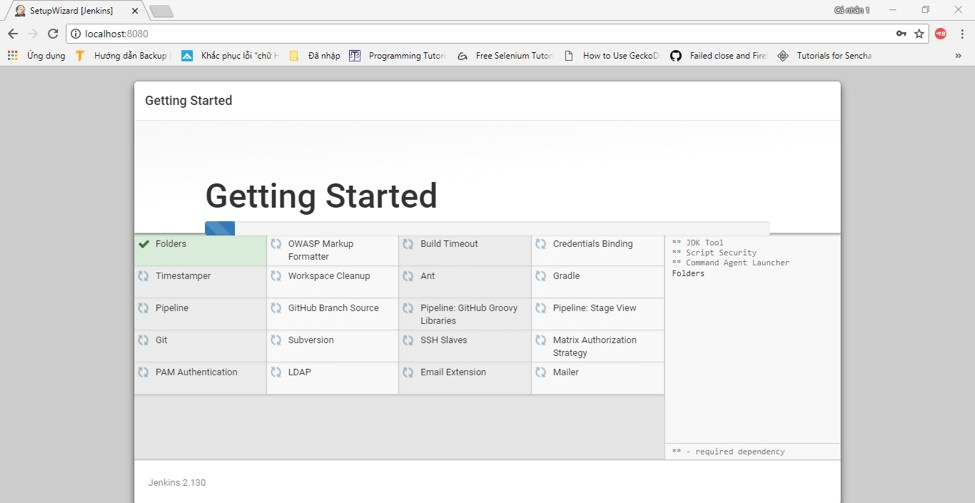 SetupWizard [Jenkins]
Cá nhân 1
localhost:8080
Ứng dụng
Hướng dẫn Backup
Khắc phục lỗi "chữ H
Đã nhập
Programming Tutori
Free Selenium Tutor
How to Use GeckoD
Failed close and Fire
Tutorials for Sencha
»
Getting Started
Getting Started
Folders
OWASP Markup
Formatter
Build Timeout
Credentials Binding
** JDK Tool
** Script Security
** Command Agent Launcher
Folders
Timestamper
Workspace Cleanup
Ant
Gradle
Pipeline
GitHub Branch Source
Pipeline: GitHub Groovy
Libraries
Pipeline: Stage View
Git
Subversion
SSH Slaves
Matrix Authorization
Strategy
PAM Authentication
LDAP
Email Extension
Mailer
** - required dependency
Jenkins 2.130